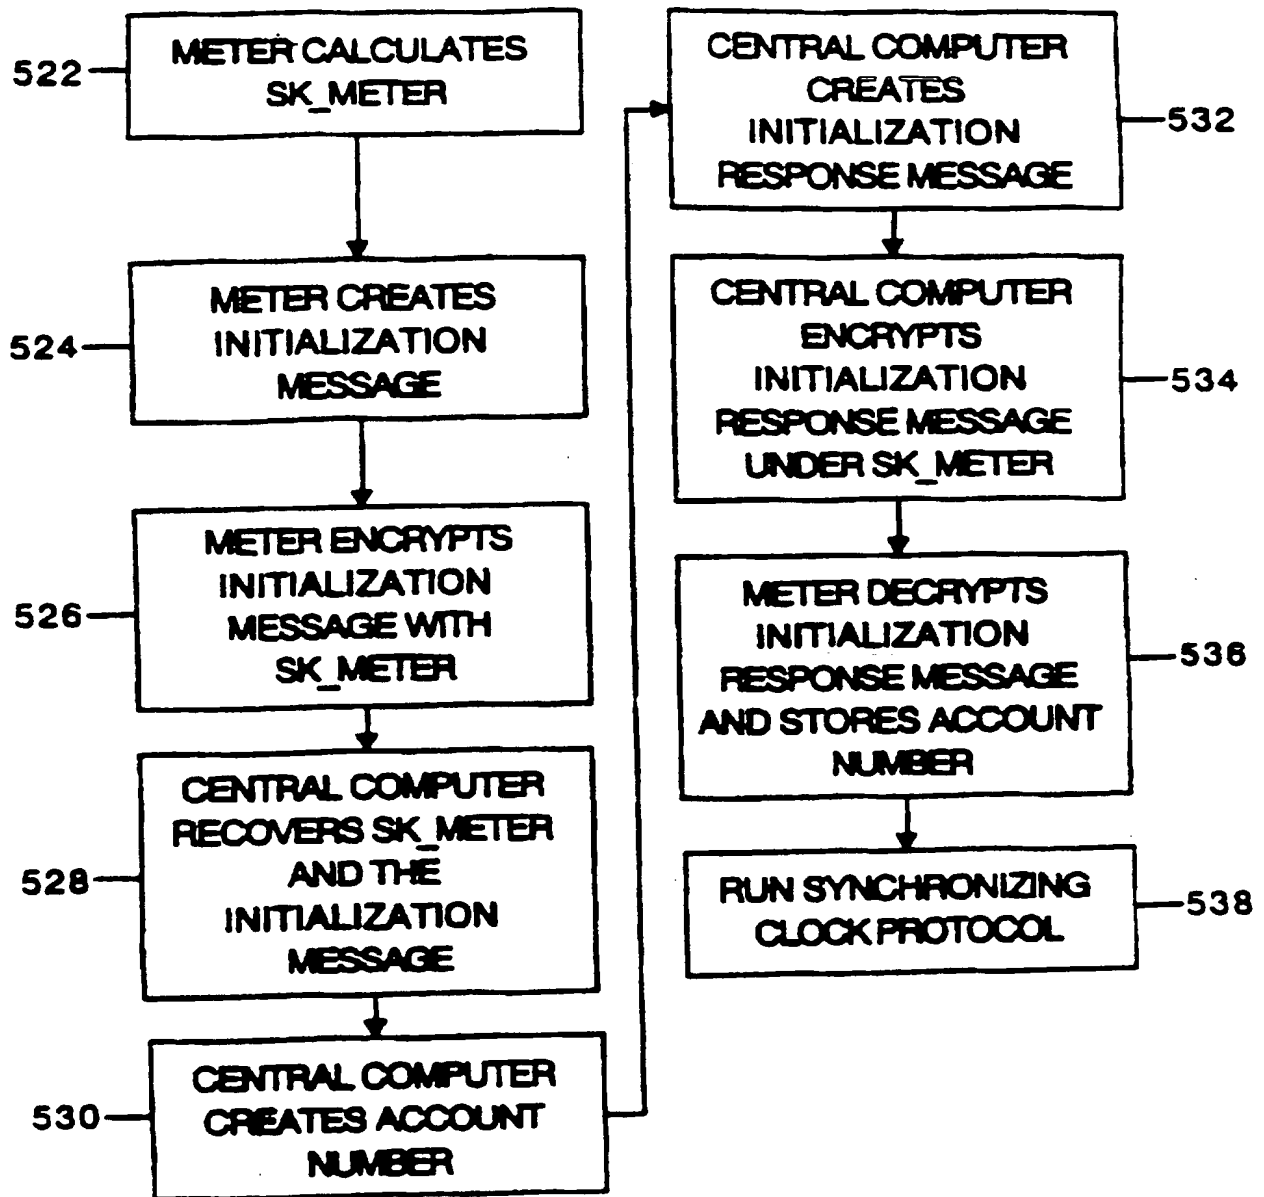 522
METER CALCULATES
SK_METER
524
METER CREATES
INITIALIZATION
MESSAGE
526
METER ENCRYPTS
INITIALIZATION
MESSAGE WITH
SK_METER
528
CENTRAL COMPUTER
RECOVERS SK_METER
AND THE
INITIALIZATION
MESSAGE
530
CENTRAL COMPUTER
CREATES ACCOUNT
NUMBER
CENTRAL COMPUTER
CREATES
INITIALIZATION
RESPONSE MESSAGE
532
CENTRAL COMPUTER
ENCRYPTS
INITIALIZATION
RESPONSE MESSAGE
UNDER SK_METER
534
METER DECRYPTS
INITIALIZATION
RESPONSE MESSAGE
AND STORES ACCOUNT
NUMBER
536
RUN SYNCHRONIZING
CLOCK PROTOCOL
538